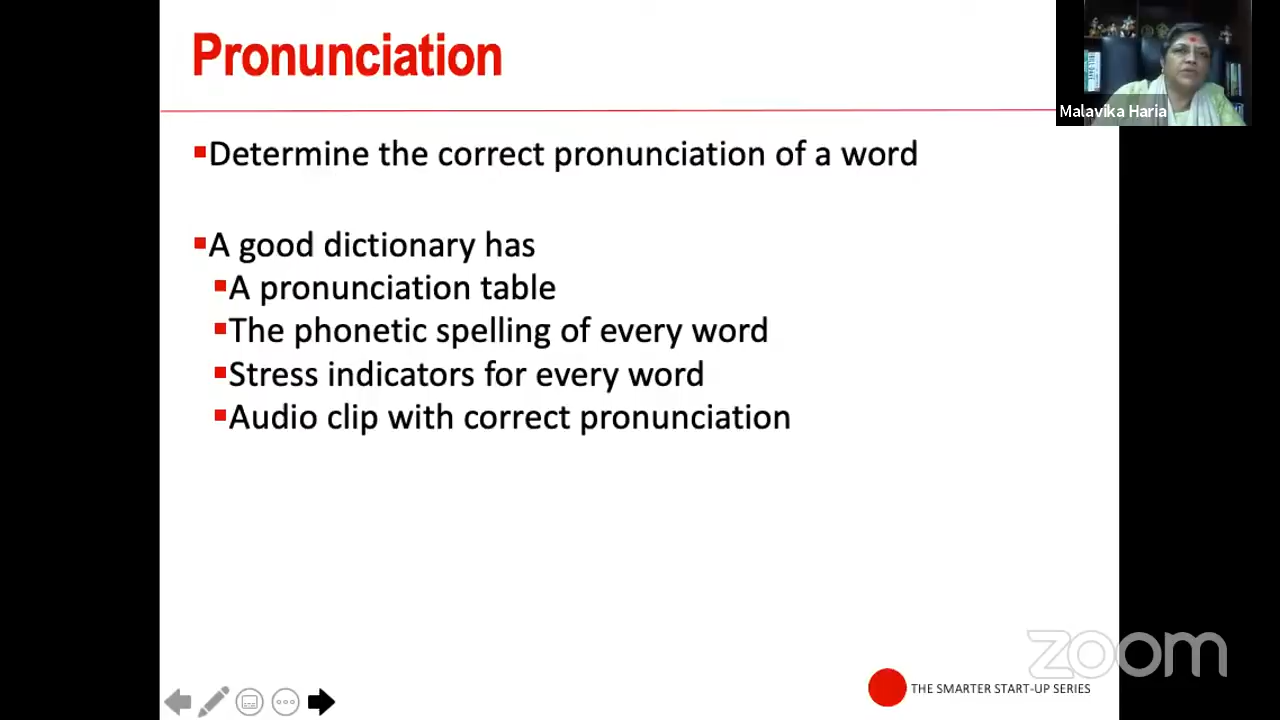 Pronunciation
Malavika Haria
Determine the correct pronunciation of a word
A good dictionary has
A pronunciation table
The phonetic spelling of every word
Stress indicators for every word
Audio clip with correct pronunciation
zoom
THE SMARTER START-UP SERIES